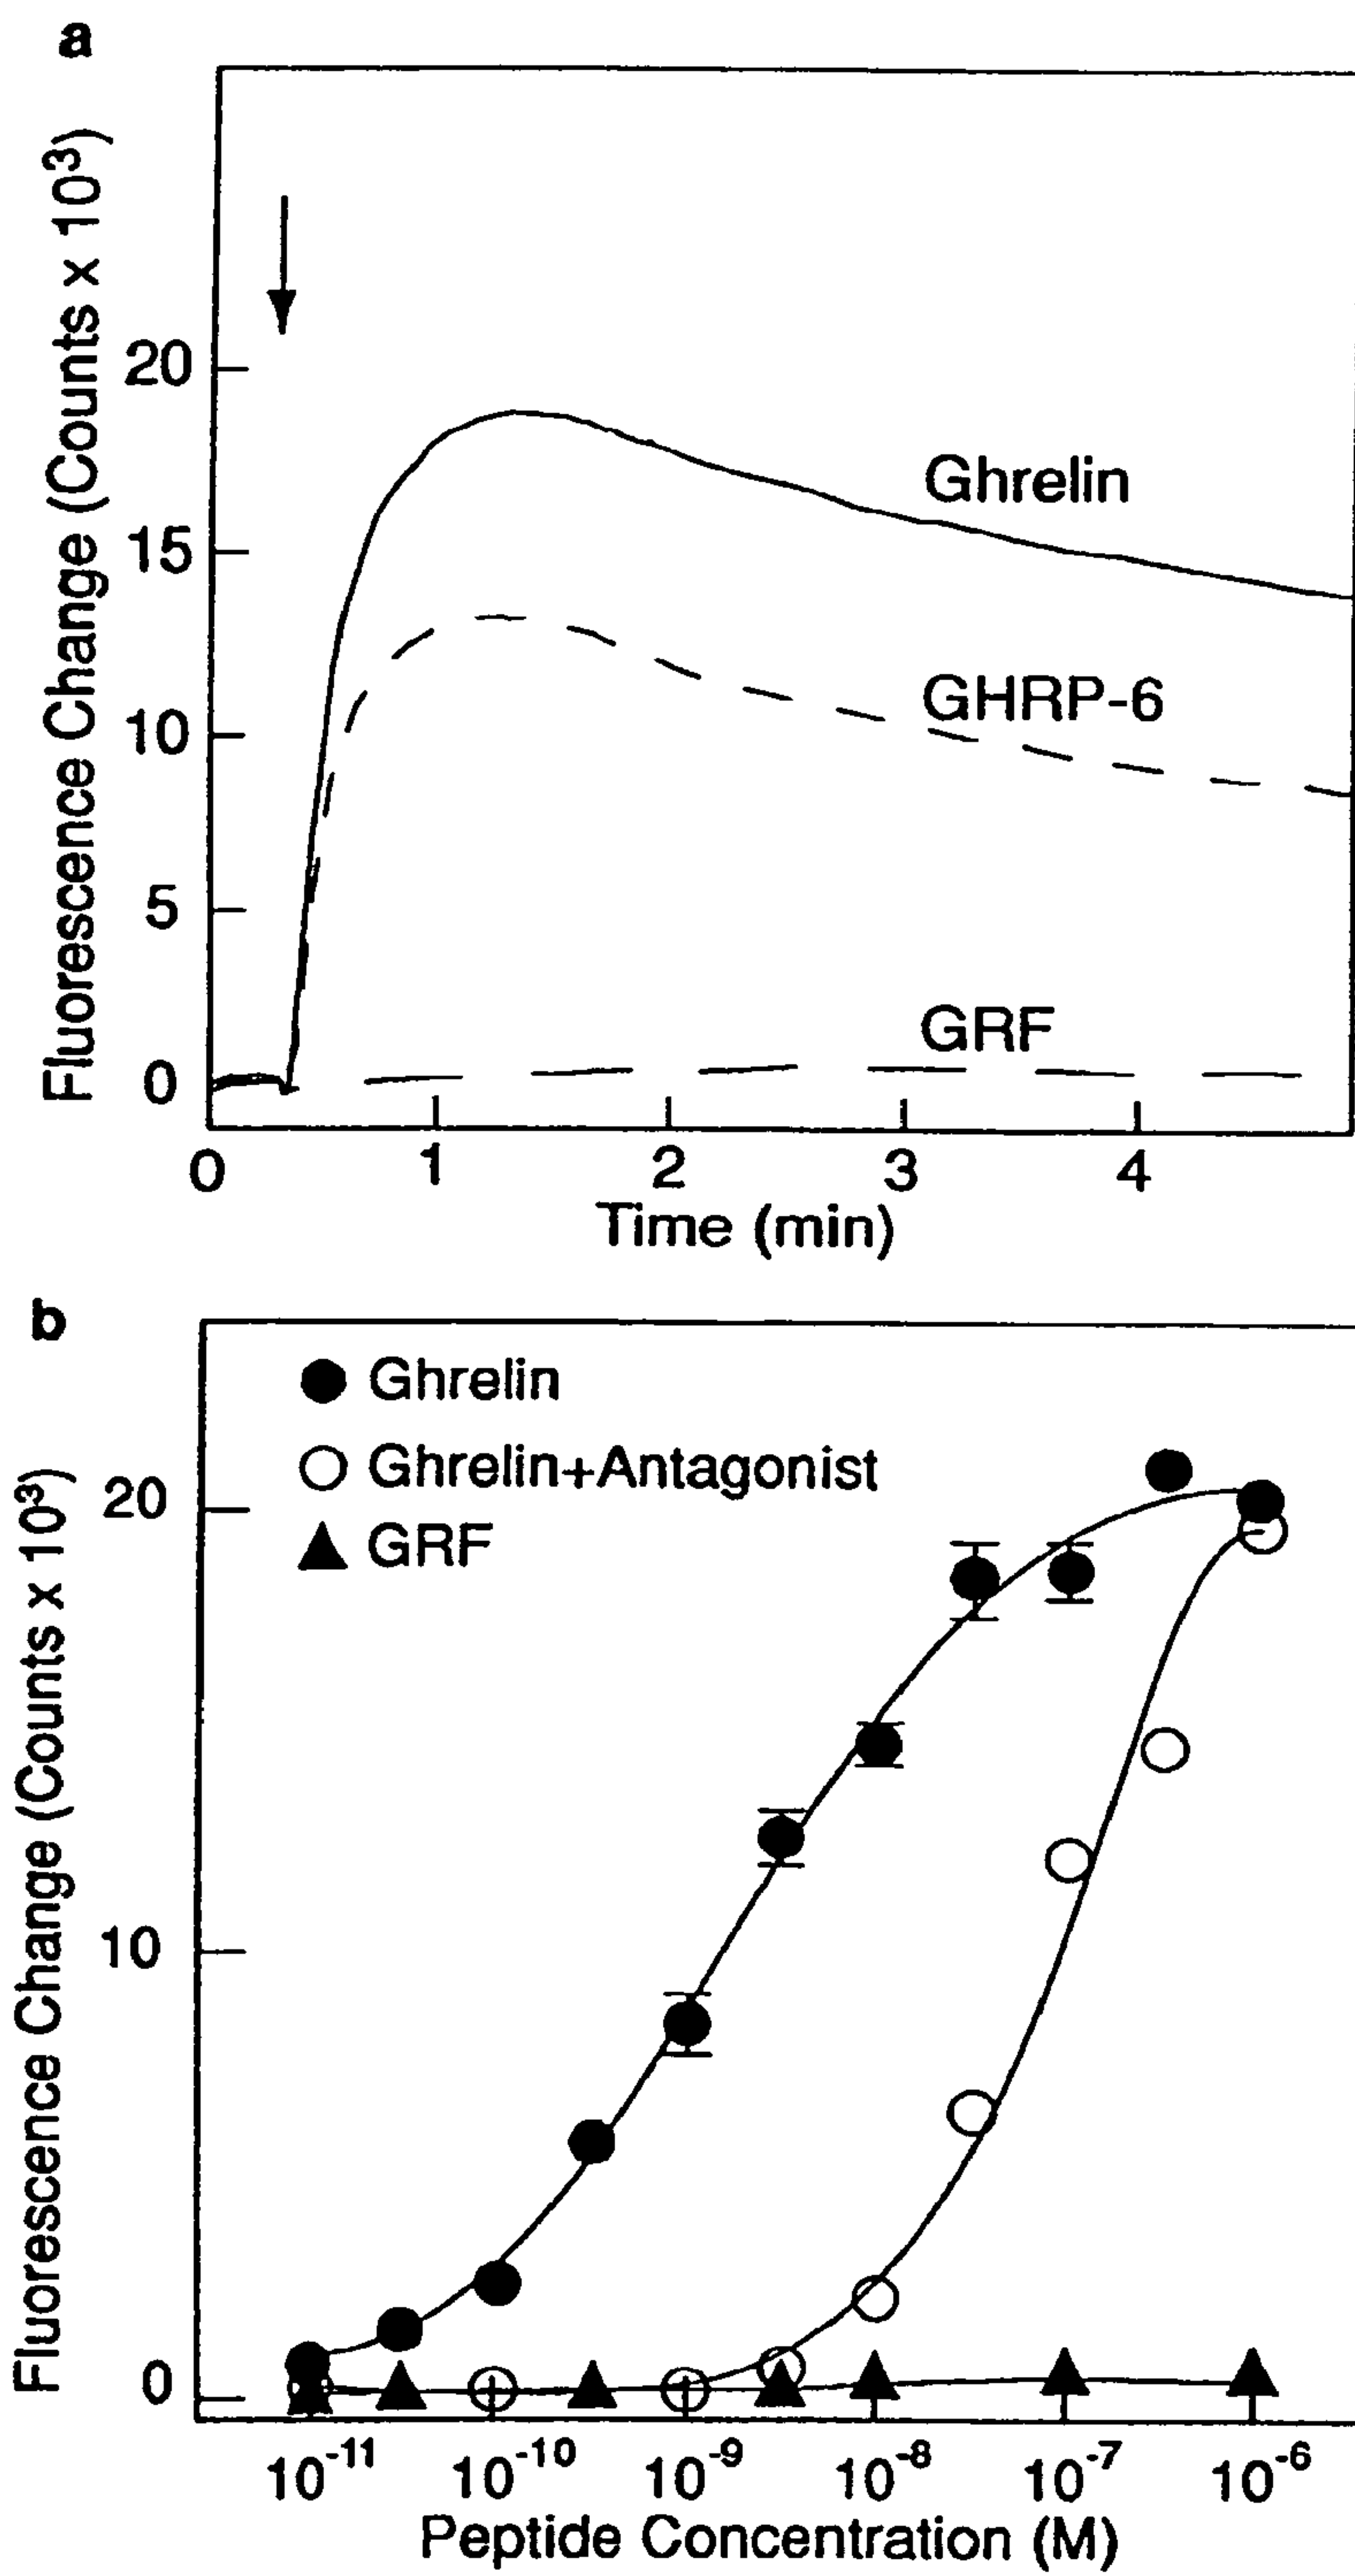 a
Fluorescence Change (Counts x 10³)
20
15
10
5
0
Ghrelin
GHRP-6
GRF
0 1 2 3 4
Time (min)
b
Fluorescence Change (Counts x 10³)
Ghrelin
Ghrelin+Antagonist
GRF
20
10
0
10⁻¹¹ 10⁻¹⁰ 10⁻⁹ 10⁻⁸ 10⁻⁷ 10⁻⁶
Peptide Concentration (M)